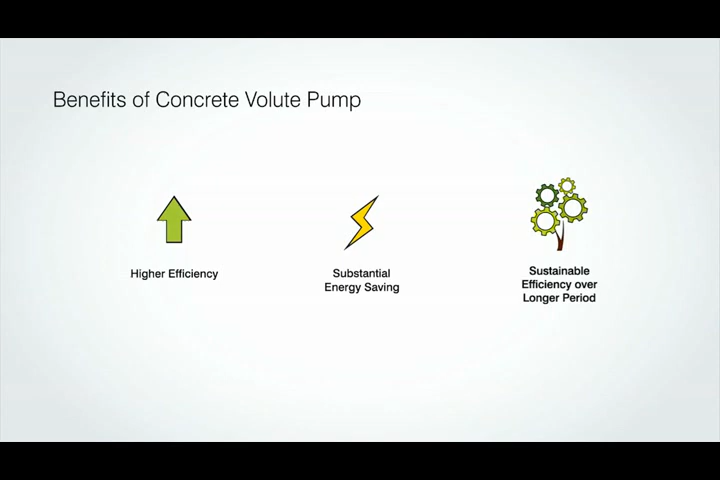 Benefits of Concrete Volute Pump
Higher Efficiency
Substantial
Energy Saving
Sustainable
Efficiency over
Longer Period